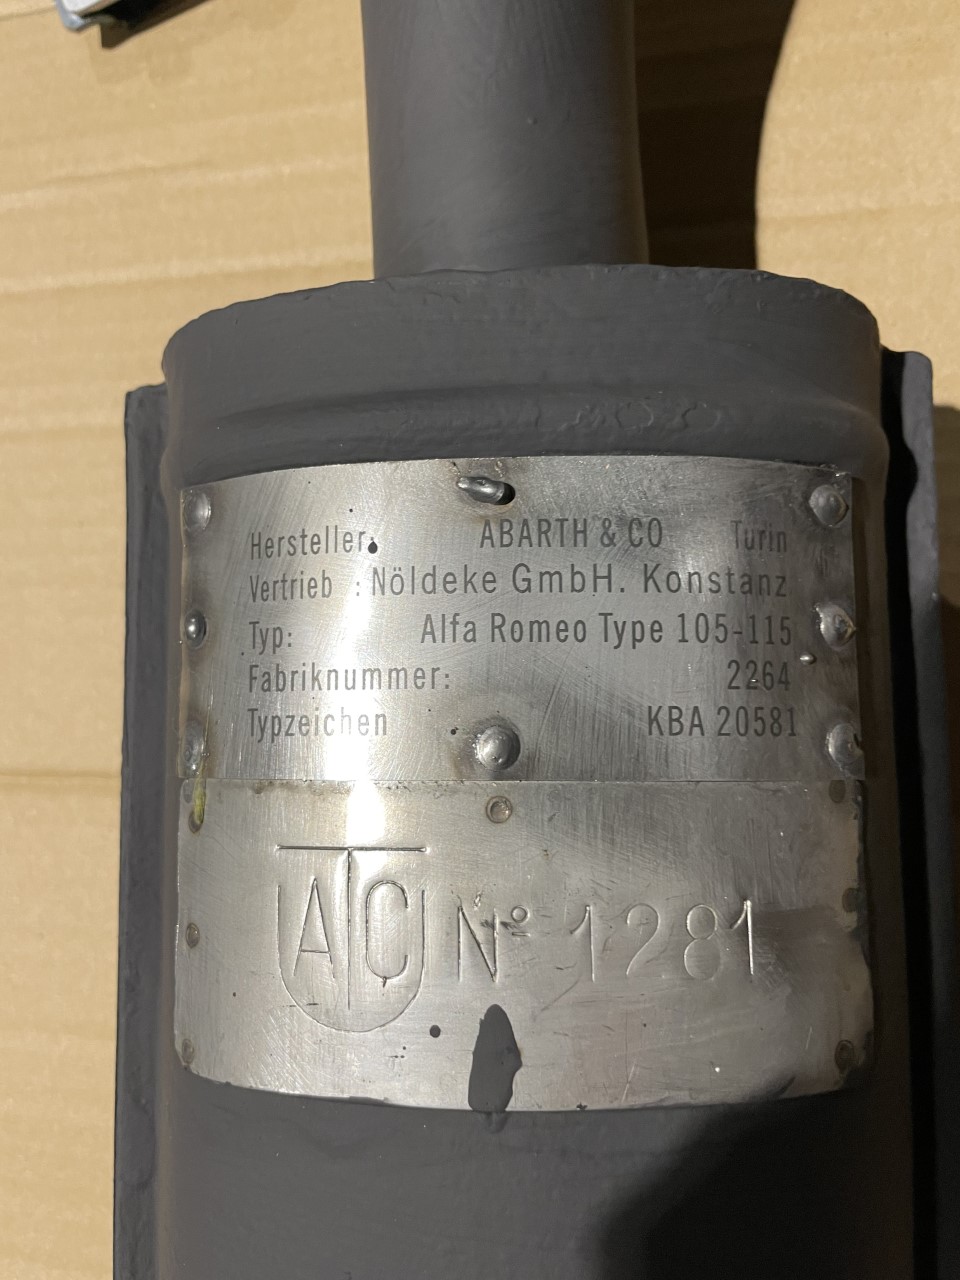 Hersteller: ABARTH & CO Turin
Vertrieb : Nöldeke GmbH. Konstanz
Typ: Alfa Romeo Type 105-115
Fabriknummer: 2264
Typzeichen KBA 20581
ATC Nº 1281